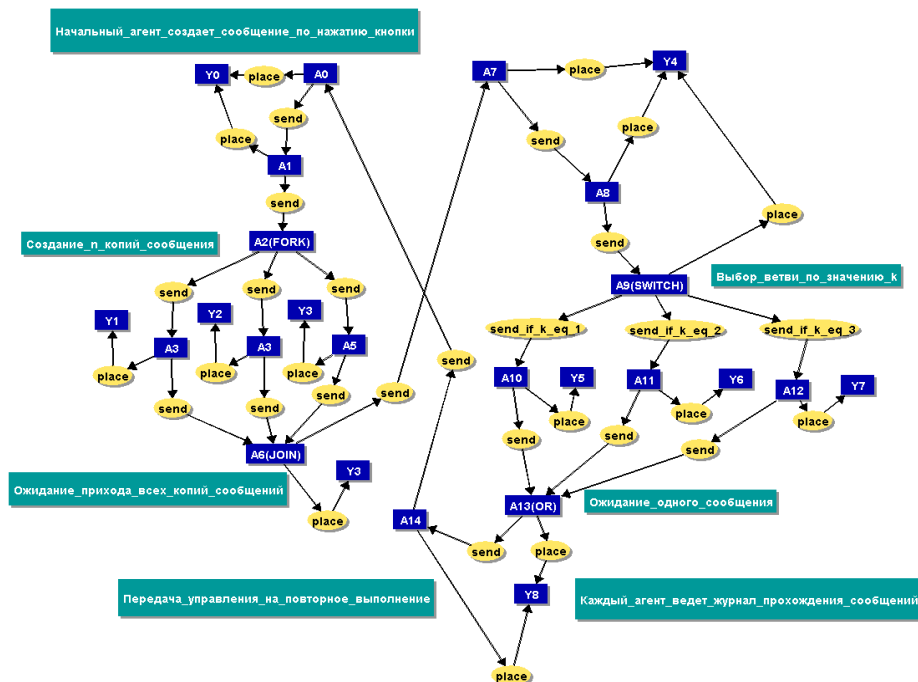 Начальный_агент_создает_сообщение_по_нажатию_кнопки
Y0
place
A0
A7
place
Y4
send
place
send
place
A1
A8
send
place
A2(FORK)
send
Создание_n_копий_сообщения
Выбор_ветви_по_значению_k
A9(SWITCH)
send
send
send
Y1
Y2
Y3
send_if_k_eq_1
send_if_k_eq_2
send_if_k_eq_3
A3
A3
A5
send
place
place
place
A10
Y5
A11
Y6
A12
Y7
send
send
send
send
place
place
place
send
send
send
A6(JOIN)
Y3
Ожидание_прихода_всех_копий_сообщений
Ожидание_одного_сообщения
A13(OR)
place
A14
send
place
Передача_управления_на_повторное_выполнение
Y8
Каждый_агент_ведет_журнал_прохождения_сообщений
place